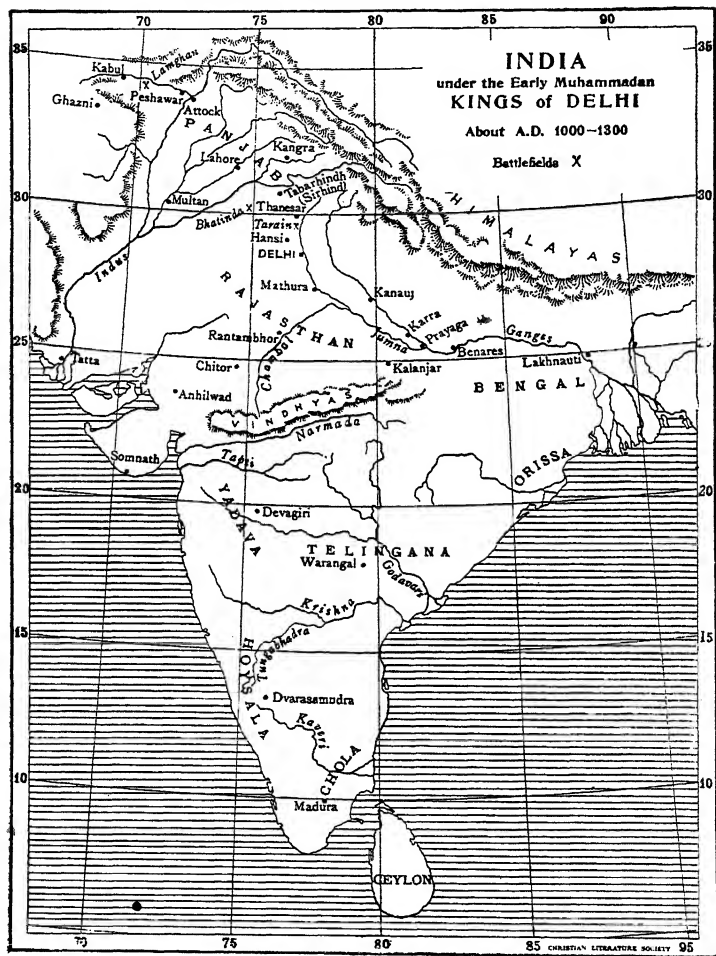 70 75 80 85 90
35
35
INDIA
under the Early Muhammadan
KINGS of DELHI
About A.D. 1000–1300
Battlefields X
Kabul
Lamghan
X
Peshawar
Ghazni
Attock
PANJAB
Kangra
Lahore
Tabarhindh
(Sirhind)
30
30
Multan
Bhatinda X
Thanesar
Tarain X
Hansi
DELHI
HIMALAYAS
Indus
RAJASTHAN
Mathura
Kanauj
Karra
Rantambhor
Jumna
Prayaga
Ganges
Benares
Lakhnauti
25
25
Tatta
Chitor
Chambal
Kalanjar
BENGAL
Anhilwad
VINDHYAS
Narmada
Somnath
Tapti
ORISSA
20
20
YADAVA
Devagiri
TELINGANA
Warangal
Godavari
Krishna
15
15
Tungabhadra
HOYSALA
Dvarasamudra
Kaveri
10
10
CHOLA
Madura
CEYLON
70 75 80 85 95
CHRISTIAN LITERATURE SOCIETY